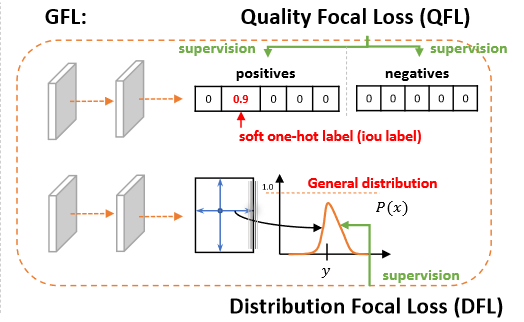 GFL:
Quality Focal Loss (QFL)
supervision
supervision
positives
negatives
0 0.9 0 0 0
0 0 0 0 0
soft one-hot label (iou label)
1.0
General distribution
P(x)
y
supervision
Distribution Focal Loss (DFL)